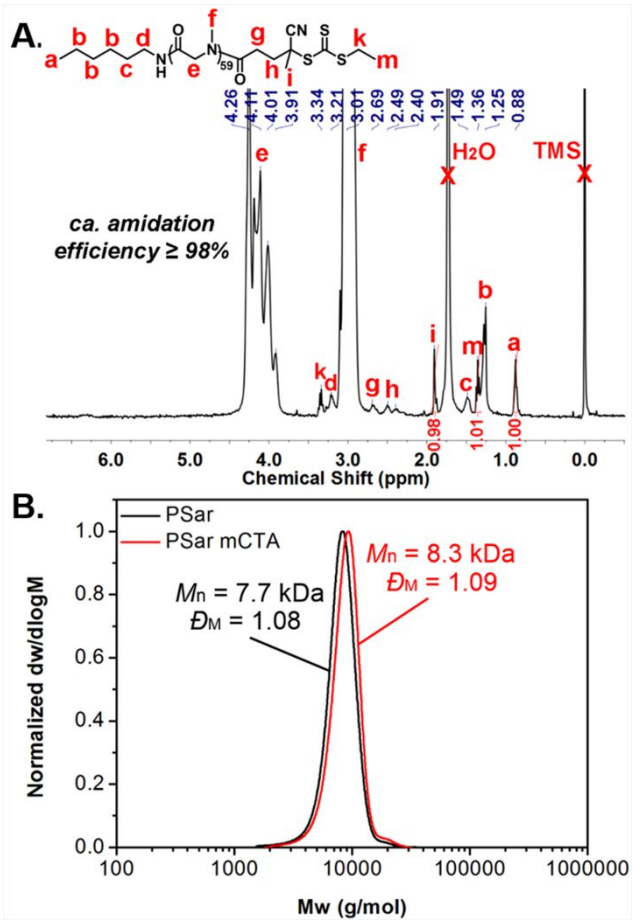 A.
f
g
k
CN
b b d O N O S
a b c N H e 59 O h i S S m
4.26 4.11 4.01 3.91 3.34 3.21 3.01 2.69 2.49 2.40 1.91 1.49 1.36 1.25 0.88
e f H2O TMS
X X
ca. amidation
efficiency ≥ 98%
b
i m a
k d g h c
0.98 1.01 1.00
6.0 5.0 4.0 3.0 2.0 1.0 0.0
Chemical Shift (ppm)
B.
PSar
PSar mCTA
Mn = 8.3 kDa
ĐM = 1.09
Mn = 7.7 kDa
ĐM = 1.08
Normalized dw/dlogM
1.0
0.8
0.6
0.4
0.2
0.0
100 1000 10000 100000 1000000
Mw (g/mol)